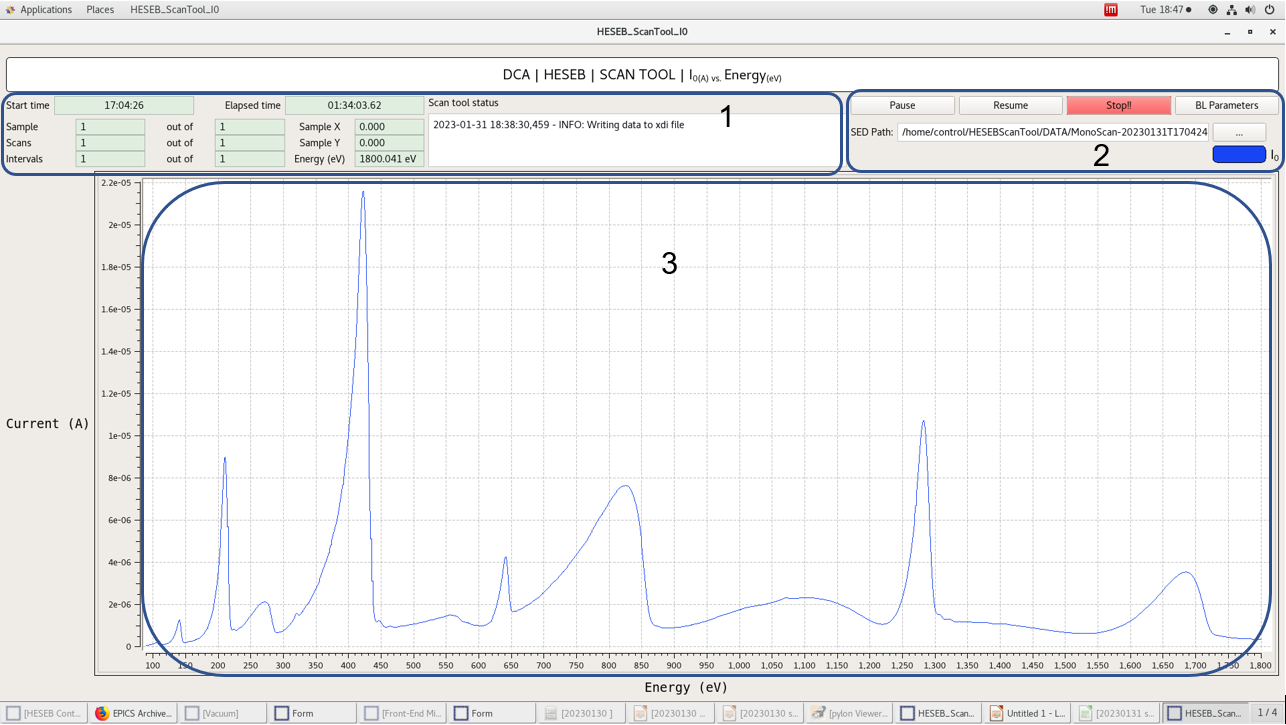 Applications Places HESEB_ScanTool_I0 Tue 18:47
HESEB_ScanTool_I0
DCA | HESEB | SCAN TOOL | I0(A) vs. Energy(eV)
Start time 17:04:26 Elapsed time 01:34:03.62 Scan tool status
Sample 1 out of 1 Sample X 0.000
Scans 1 out of 1 Sample Y 0.000
Intervals 1 out of 1 Energy (eV) 1800.041 eV
2023-01-31 18:38:30,459 - INFO: Writing data to xdi file
1
Pause Resume Stop!! BL Parameters
SED Path: /home/control/HESEBScanTool/DATA/MonoScan-20230131T170424 ...
2
I0
3
2.2e-05
2e-05
1.8e-05
1.6e-05
1.4e-05
1.2e-05
1e-05
8e-06
6e-06
4e-06
2e-06
0
Current (A)
100 150 200 250 300 350 400 450 500 550 600 650 700 750 800 850 900 950 1,000 1,050 1,100 1,150 1,200 1,250 1,300 1,350 1,400 1,450 1,500 1,550 1,600 1,650 1,700 1,750 1,800
Energy (eV)
[HESEB Cont... EPICS Archive... [Vacuum] Form [Front-End Mi... Form [20230130 ] [20230130 ... [20230130 s... [pylon Viewer... HESEB_Scan... Untitled 1 - L... [20230131 s... HESEB_Scan... 1 / 4